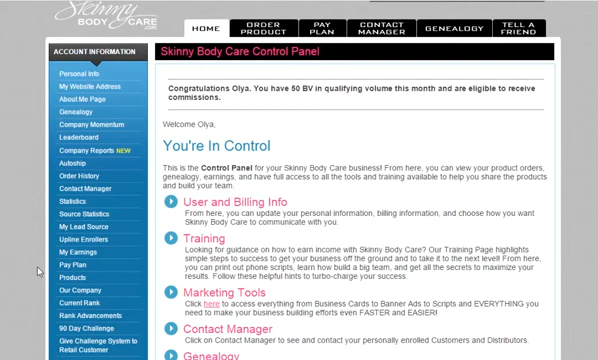 Skinny
BODY CARE
.com
HOME
ORDER PRODUCT
PAY PLAN
CONTACT MANAGER
GENEALOGY
TELL A FRIEND
ACCOUNT INFORMATION
Personal Info
My Website Address
About Me Page
Genealogy
Company Momentum
Leaderboard
Company Reports NEW
Autoship
Order History
Contact Manager
Statistics
Source Statistics
My Lead Source
Upline Enrollers
My Earnings
Pay Plan
Products
Our Company
Current Rank
Rank Advancements
90 Day Challenge
Give Challenge System to
Retail Customer
Skinny Body Care Control Panel
Congratulations Olya. You have 50 BV in qualifying volume this month and are eligible to receive
commissions.
Welcome Olya,
You're In Control
This is the Control Panel for your Skinny Body Care business! From here, you can view your product orders,
genealogy, earnings, and have full access to all the tools and training available to help you share the products
and build your team.
User and Billing Info
From here, you can update your personal information, billing information, and choose how you want
Skinny Body Care to communicate with you.
Training
Looking for guidance on how to earn income with Skinny Body Care? Our Training Page highlights
simple steps to success to get your business off the ground and to take it to the next level! From here,
you can print out phone scripts, learn how build a big team, and get all the secrets to maximize your
results. Follow these helpful hints to turbo-charge your success.
Marketing Tools
Click here to access everything from Business Cards to Banner Ads to Scripts and EVERYTHING you
need to make your business building efforts even FASTER and EASIER!
Contact Manager
Click on Contact Manager to see and contact your personally enrolled Customers and Distributors.
Genealogy